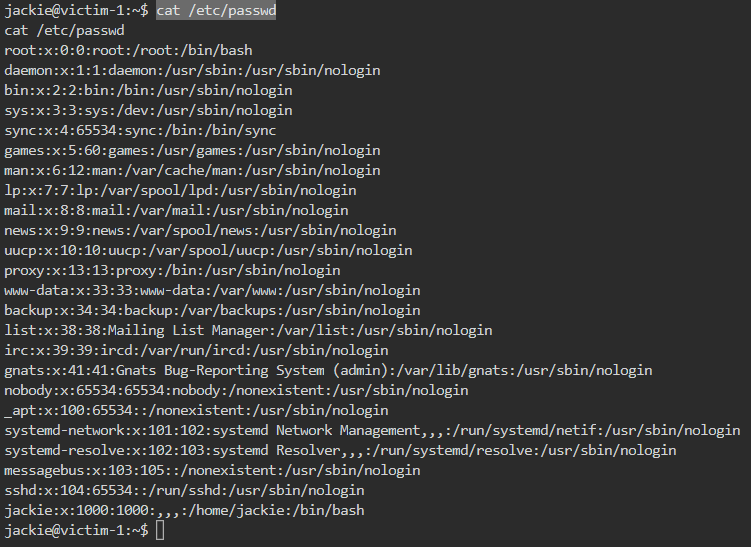 jackie@victim-1:~$ cat /etc/passwd
cat /etc/passwd
root:x:0:0:root:/root:/bin/bash
daemon:x:1:1:daemon:/usr/sbin:/usr/sbin/nologin
bin:x:2:2:bin:/bin:/usr/sbin/nologin
sys:x:3:3:sys:/dev:/usr/sbin/nologin
sync:x:4:65534:sync:/bin:/bin/sync
games:x:5:60:games:/usr/games:/usr/sbin/nologin
man:x:6:12:man:/var/cache/man:/usr/sbin/nologin
lp:x:7:7:lp:/var/spool/lpd:/usr/sbin/nologin
mail:x:8:8:mail:/var/mail:/usr/sbin/nologin
news:x:9:9:news:/var/spool/news:/usr/sbin/nologin
uucp:x:10:10:uucp:/var/spool/uucp:/usr/sbin/nologin
proxy:x:13:13:proxy:/bin:/usr/sbin/nologin
www-data:x:33:33:www-data:/var/www:/usr/sbin/nologin
backup:x:34:34:backup:/var/backups:/usr/sbin/nologin
list:x:38:38:Mailing List Manager:/var/list:/usr/sbin/nologin
irc:x:39:39:ircd:/var/run/ircd:/usr/sbin/nologin
gnats:x:41:41:Gnats Bug-Reporting System (admin):/var/lib/gnats:/usr/sbin/nologin
nobody:x:65534:65534:nobody:/nonexistent:/usr/sbin/nologin
_apt:x:100:65534::/nonexistent:/usr/sbin/nologin
systemd-network:x:101:102:systemd Network Management,,,:/run/systemd/netif:/usr/sbin/nologin
systemd-resolve:x:102:103:systemd Resolver,,,:/run/systemd/resolve:/usr/sbin/nologin
messagebus:x:103:105::/nonexistent:/usr/sbin/nologin
sshd:x:104:65534::/run/sshd:/usr/sbin/nologin
jackie:x:1000:1000:,,,:/home/jackie:/bin/bash
jackie@victim-1:~$